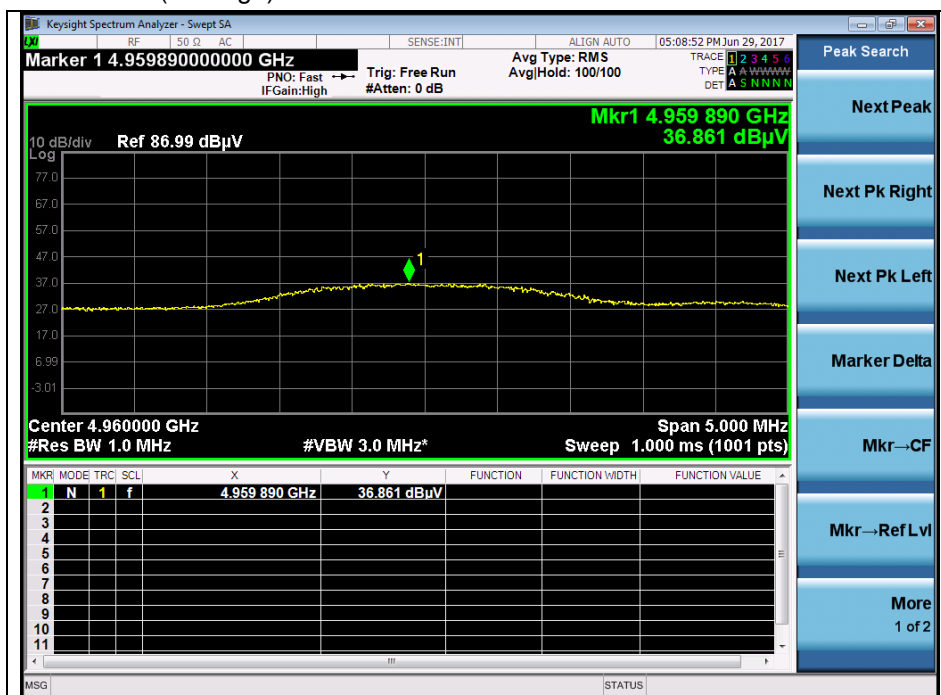 Keysight Spectrum Analyzer - Swept SA
LXI RF 50 Ω AC SENSE:INT ALIGN AUTO 05:08:52 PM Jun 29, 2017
Marker 1 4.959890000000 GHz
PNO: Fast
IFGain:High
Trig: Free Run
#Atten: 0 dB
Avg Type: RMS
Avg|Hold: 100/100
TRACE 1 2 3 4 5 6
TYPE A A W W W W
DET A S N N N N
Mkr1 4.959 890 GHz
36.861 dBµV
10 dB/div Ref 86.99 dBµV
Log
77.0
67.0
57.0
47.0
37.0
27.0
17.0
6.99
-3.01
1
Center 4.960000 GHz Span 5.000 MHz
#Res BW 1.0 MHz #VBW 3.0 MHz* Sweep 1.000 ms (1001 pts)
MKR MODE TRC SCL X Y FUNCTION FUNCTION WIDTH FUNCTION VALUE
1 N 1 f 4.959 890 GHz 36.861 dBµV
2
3
4
5
6
7
8
9
10
11
MSG STATUS
Peak Search
Next Peak
Next Pk Right
Next Pk Left
Marker Delta
Mkr→CF
Mkr→Ref Lvl
More
1 of 2